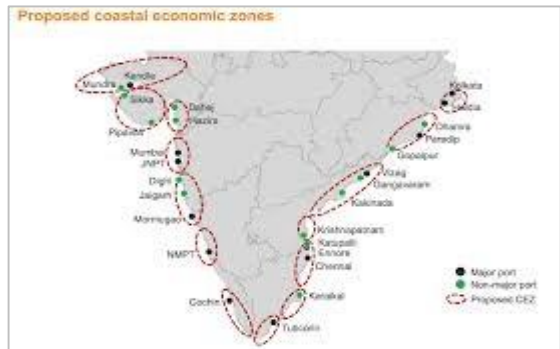 Proposed coastal economic zones
Kandla
Mundra
Sikka
Dahej
Hazira
Pipavav
Mumbai
JNPT
Dighi
Jaigarh
Mormugao
NMPT
Cochin
Tuticorin
Karaikal
Chennai
Ennore
Katupalli
Krishnapatnam
Kakinada
Gangavaram
Vizag
Gopalpur
Paradip
Dhamra
Kolkata
Major port
Non-major port
Proposed CEZ